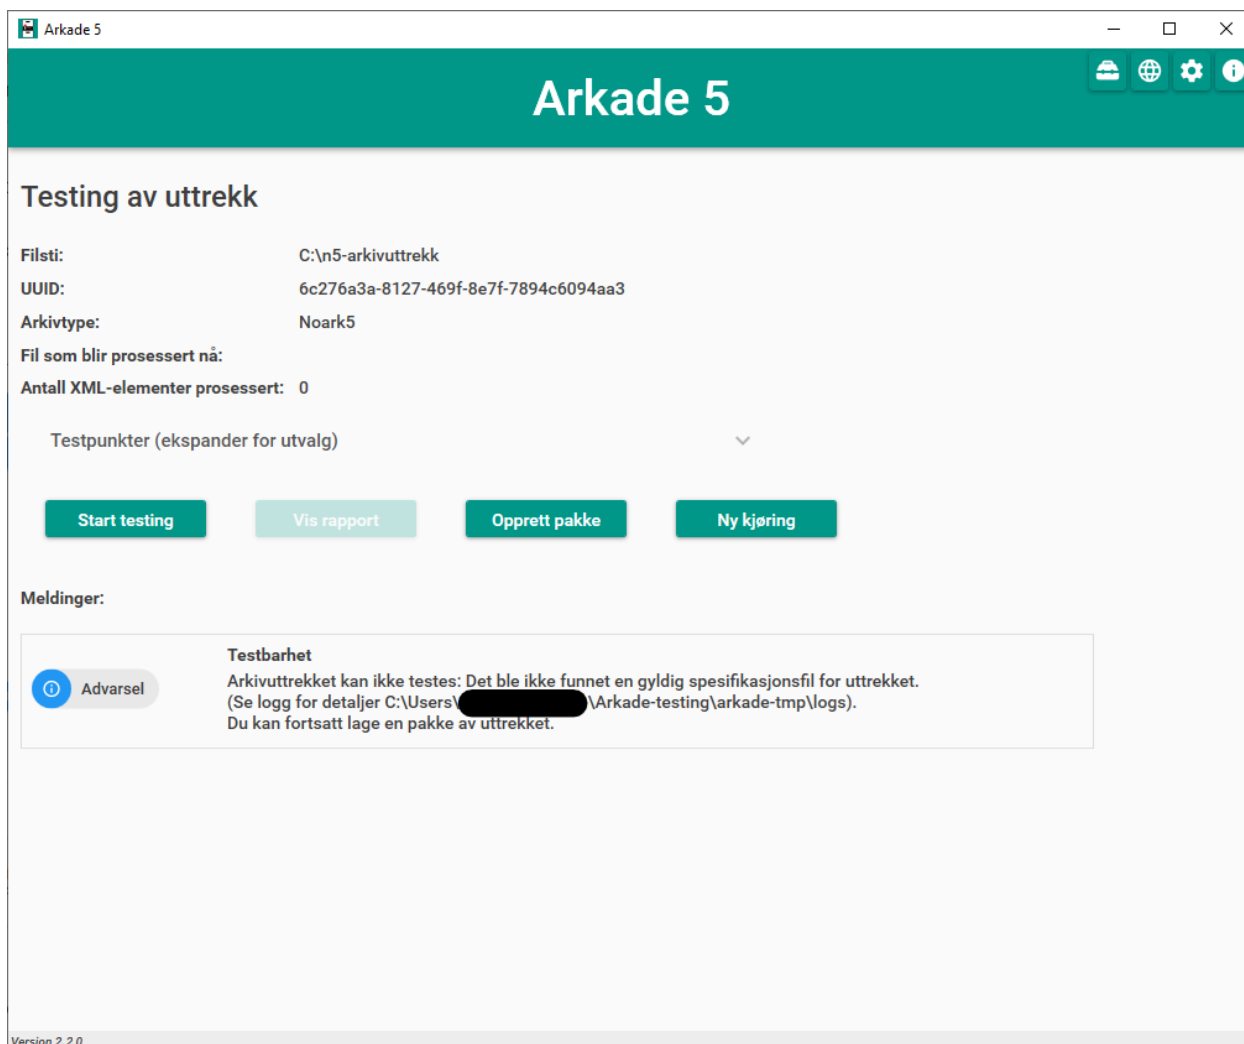 Arkade 5
Arkade 5
Testing av uttrekk
Filsti: C:\n5-arkivuttrekk
UUID: 6c276a3a-8127-469f-8e7f-7894c6094aa3
Arkivtype: Noark5
Fil som blir prosessert nå:
Antall XML-elementer prosessert: 0
Testpunkter (ekspander for utvalg)
Start testing Vis rapport Opprett pakke Ny kjøring
Meldinger:
Testbarhet
Advarsel
Arkivuttrekket kan ikke testes: Det ble ikke funnet en gyldig spesifikasjonsfil for uttrekket.
(Se logg for detaljer C:\Users\ \Arkade-testing\arkade-tmp\logs).
Du kan fortsatt lage en pakke av uttrekket.
Version 2.2.0